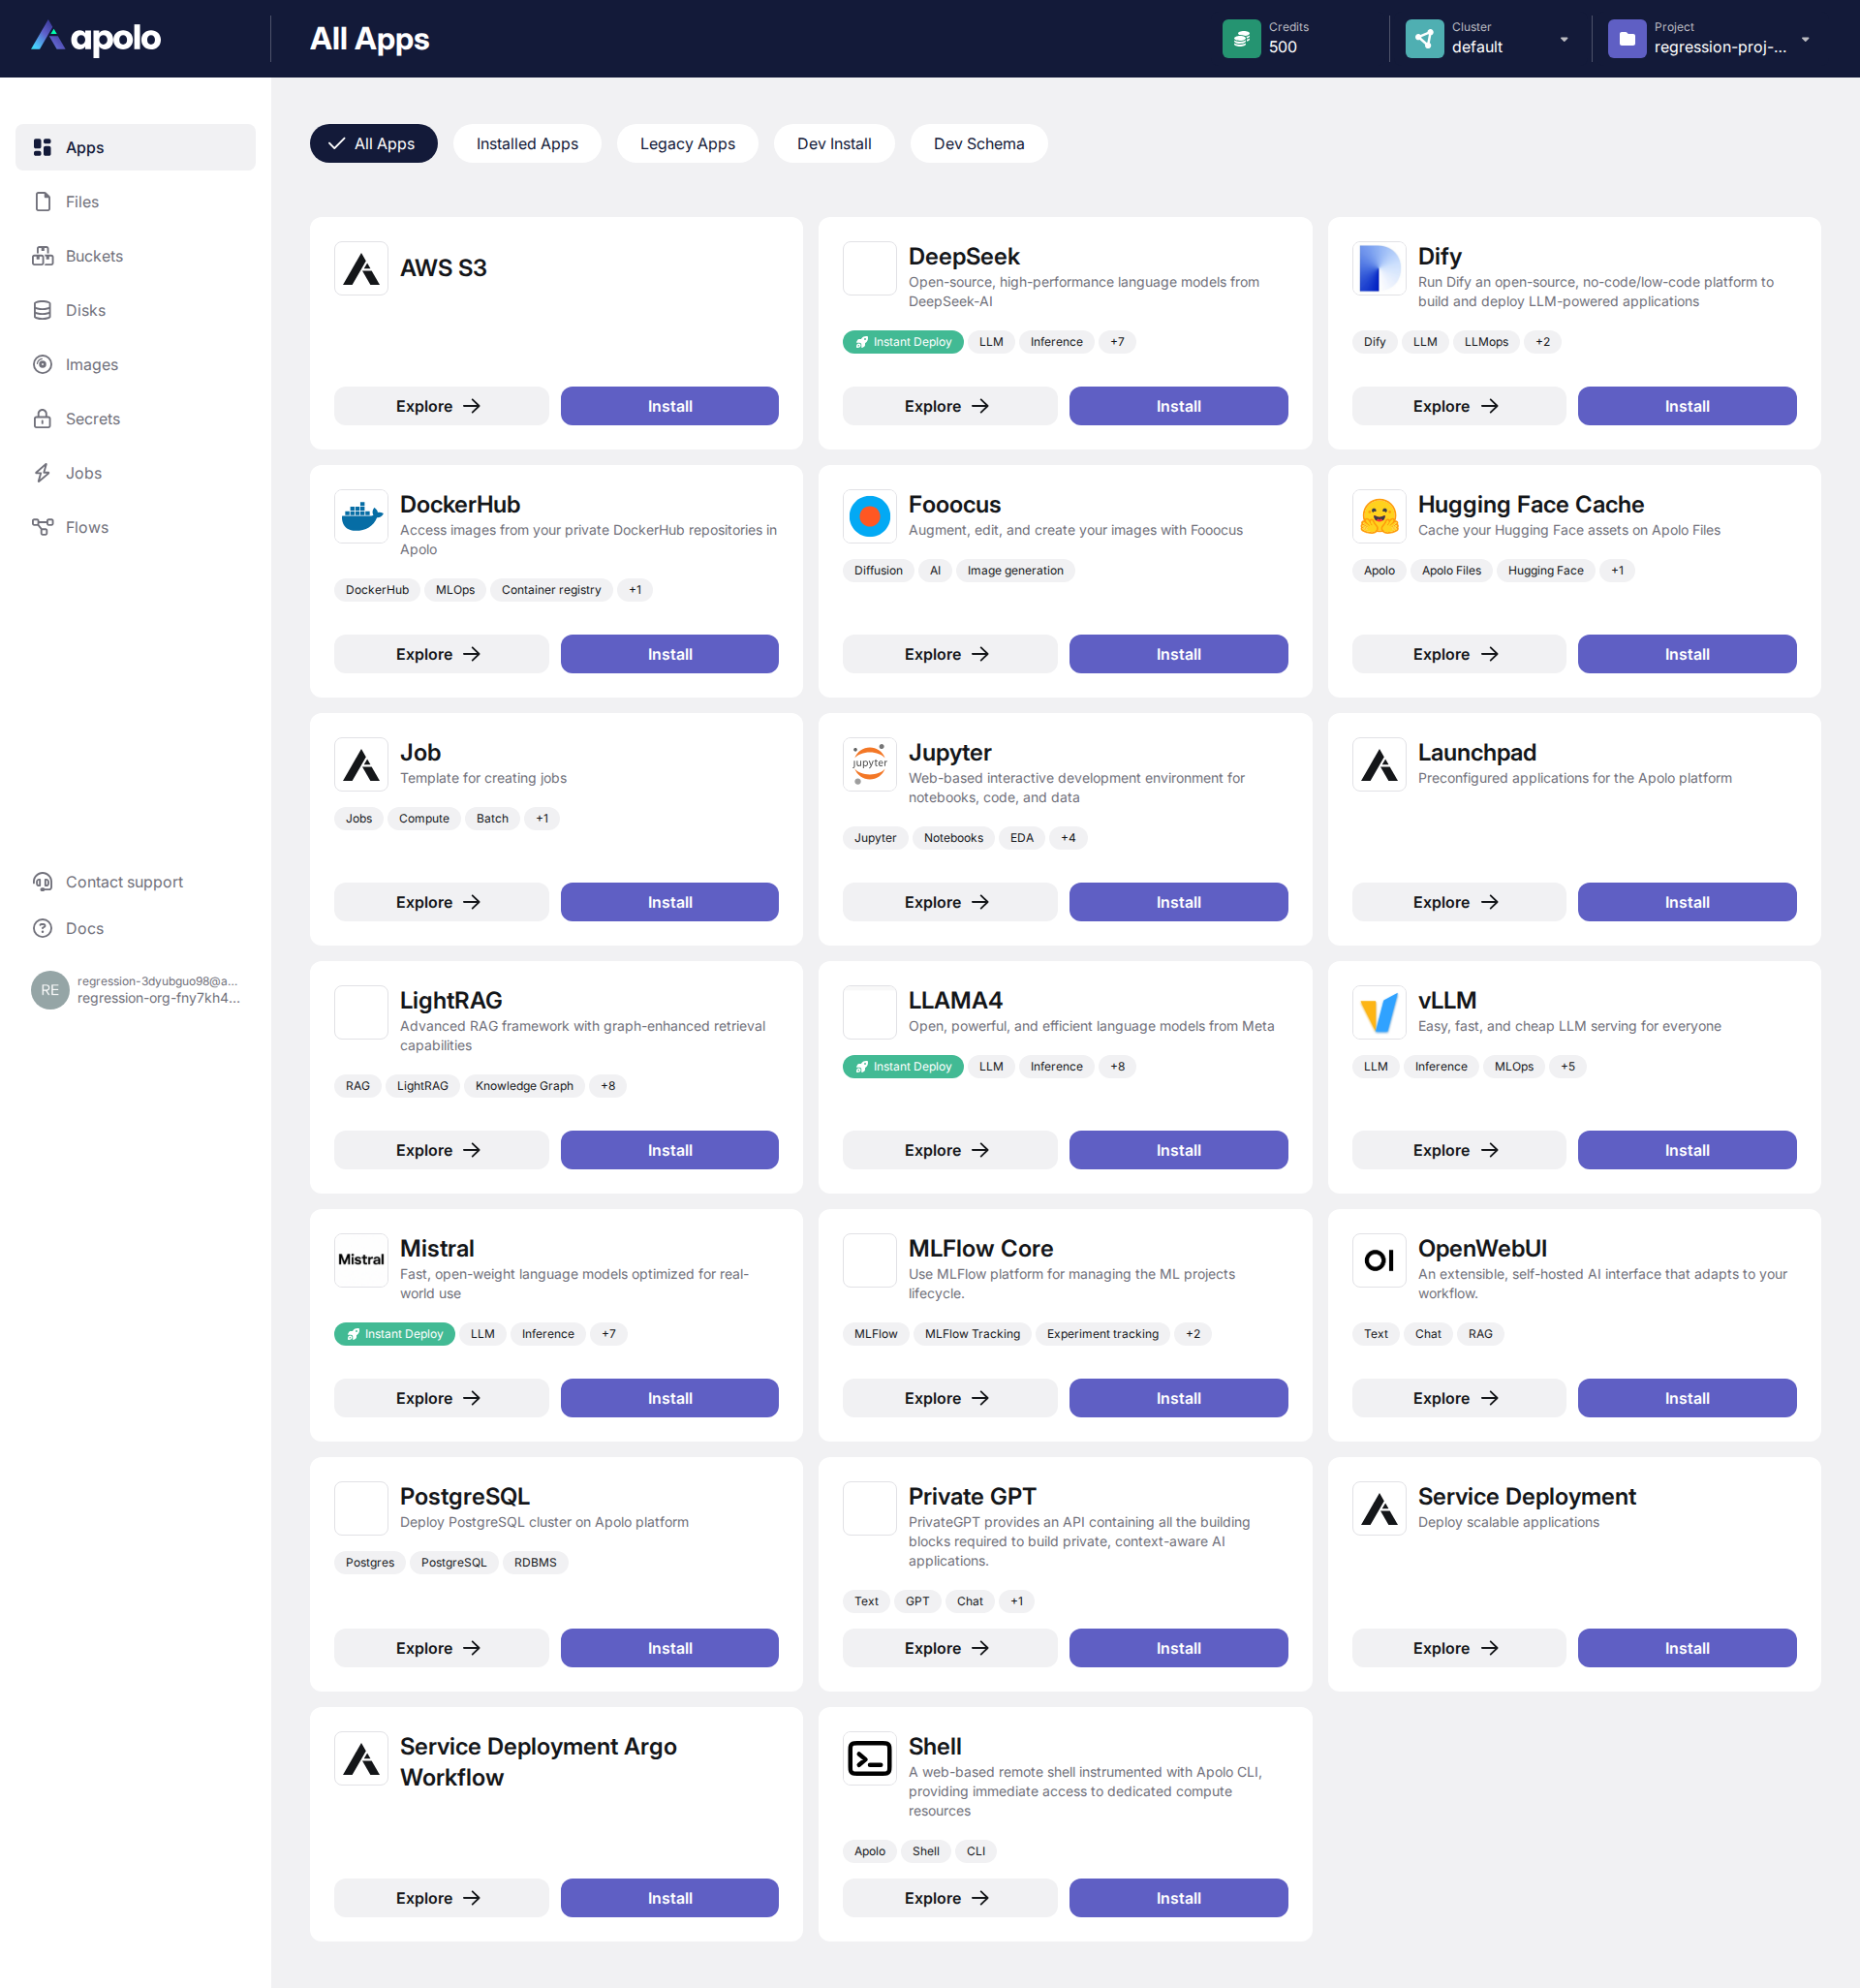 apolo
All Apps
Credits
500
Cluster
default
Project
regression-proj-...
Apps
Files
Buckets
Disks
Images
Secrets
Jobs
Flows
Contact support
Docs
RE
regression-3dyubguo98@a...
regression-org-fny7kh4...
All Apps
Installed Apps
Legacy Apps
Dev Install
Dev Schema
AWS S3
Explore
Install
DeepSeek
Open-source, high-performance language models from
DeepSeek-AI
Instant Deploy LLM Inference +7
Explore
Install
Dify
Run Dify an open-source, no-code/low-code platform to
build and deploy LLM-powered applications
Dify LLM LLMops +2
Explore
Install
DockerHub
Access images from your private DockerHub repositories in
Apolo
DockerHub MLOps Container registry +1
Explore
Install
Fooocus
Augment, edit, and create your images with Fooocus
Diffusion AI Image generation
Explore
Install
Hugging Face Cache
Cache your Hugging Face assets on Apolo Files
Apolo Apolo Files Hugging Face +1
Explore
Install
Job
Template for creating jobs
Jobs Compute Batch +1
Explore
Install
jupyter
Jupyter
Web-based interactive development environment for
notebooks, code, and data
Jupyter Notebooks EDA +4
Explore
Install
Launchpad
Preconfigured applications for the Apolo platform
Explore
Install
LightRAG
Advanced RAG framework with graph-enhanced retrieval
capabilities
RAG LightRAG Knowledge Graph +8
Explore
Install
LLAMA4
Open, powerful, and efficient language models from Meta
Instant Deploy LLM Inference +8
Explore
Install
vLLM
Easy, fast, and cheap LLM serving for everyone
LLM Inference MLOps +5
Explore
Install
Mistral
Mistral
Fast, open-weight language models optimized for real-
world use
Instant Deploy LLM Inference +7
Explore
Install
MLFlow Core
Use MLFlow platform for managing the ML projects
lifecycle.
MLFlow MLFlow Tracking Experiment tracking +2
Explore
Install
OI
OpenWebUI
An extensible, self-hosted AI interface that adapts to your
workflow.
Text Chat RAG
Explore
Install
PostgreSQL
Deploy PostgreSQL cluster on Apolo platform
Postgres PostgreSQL RDBMS
Explore
Install
Private GPT
PrivateGPT provides an API containing all the building
blocks required to build private, context-aware AI
applications.
Text GPT Chat +1
Explore
Install
Service Deployment
Deploy scalable applications
Explore
Install
Service Deployment Argo
Workflow
Explore
Install
Shell
A web-based remote shell instrumented with Apolo CLI,
providing immediate access to dedicated compute
resources
Apolo Shell CLI
Explore
Install